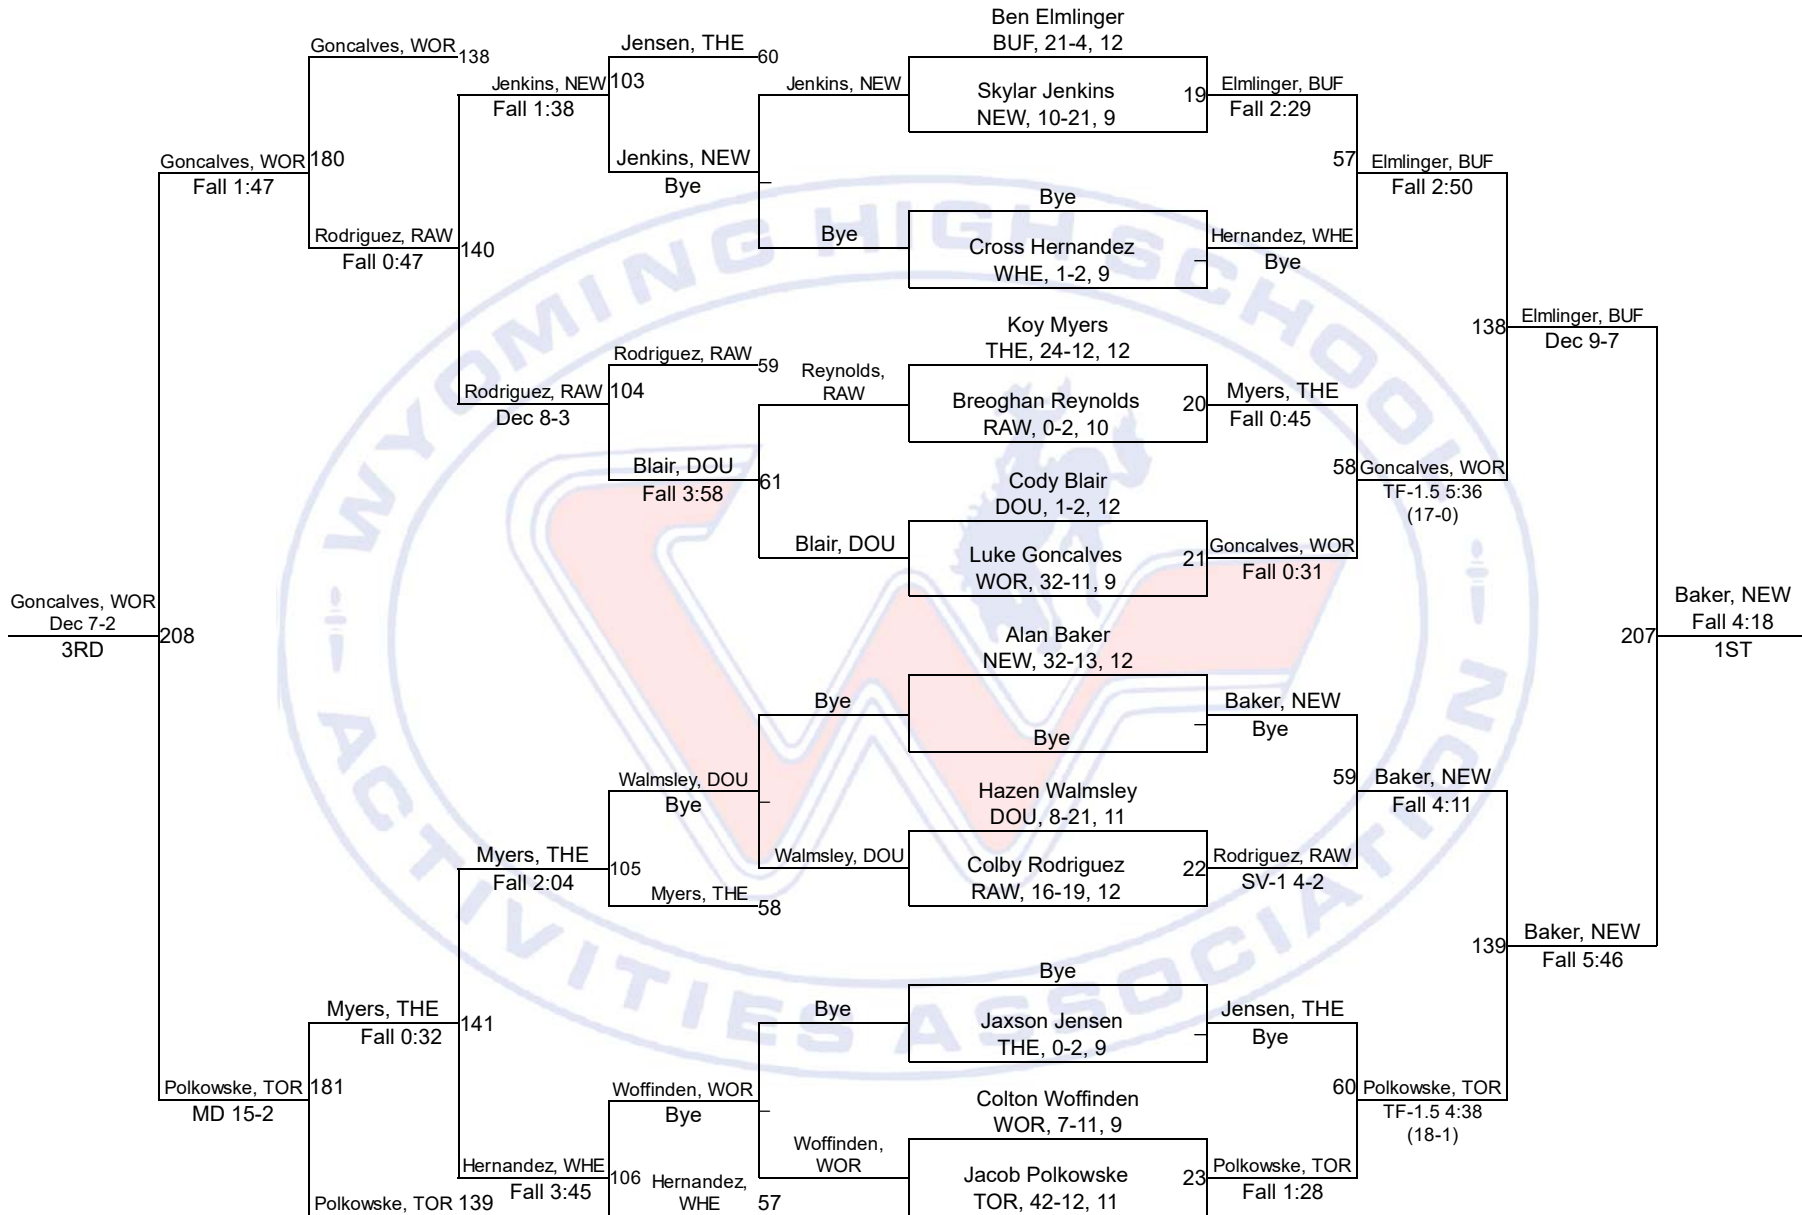 Ben Elmlinger
BUF, 21-4, 12
Goncalves, WOR
138
Jensen, THE
60
Jenkins, NEW
103
Fall 1:38
Jenkins, NEW
Skylar Jenkins
NEW, 10-21, 9
19
Elmlinger, BUF
Fall 2:29
Goncalves, WOR
180
Fall 1:47
Jenkins, NEW
Bye
57
Elmlinger, BUF
Fall 2:50
Bye
Rodriguez, RAW
140
Fall 0:47
Bye
Cross Hernandez
WHE, 1-2, 9
Hernandez, WHE
Bye
Koy Myers
THE, 24-12, 12
138
Elmlinger, BUF
Dec 9-7
Rodriguez, RAW
59
Rodriguez, RAW
104
Dec 8-3
Reynolds,
RAW
Breoghan Reynolds
RAW, 0-2, 10
20
Myers, THE
Fall 0:45
Blair, DOU
61
Fall 3:58
Cody Blair
DOU, 1-2, 12
58
Goncalves, WOR
TF-1.5 5:36
(17-0)
Blair, DOU
Luke Goncalves
WOR, 32-11, 9
21
Goncalves, WOR
Fall 0:31
Goncalves, WOR
Dec 7-2
208
3RD
Alan Baker
NEW, 32-13, 12
Baker, NEW
Fall 4:18
207
1ST
Bye
Bye
Baker, NEW
Bye
Walmsley, DOU
Bye
Hazen Walmsley
DOU, 8-21, 11
59
Baker, NEW
Fall 4:11
Myers, THE
105
Fall 2:04
Walmsley, DOU
Colby Rodriguez
RAW, 16-19, 12
22
Rodriguez, RAW
SV-1 4-2
Myers, THE
58
139
Baker, NEW
Fall 5:46
Bye
Myers, THE
141
Fall 0:32
Bye
Jaxson Jensen
THE, 0-2, 9
Jensen, THE
Bye
Polkowske, TOR
181
MD 15-2
Woffinden, WOR
Bye
Colton Woffinden
WOR, 7-11, 9
60
Polkowske, TOR
TF-1.5 4:38
(18-1)
Hernandez, WHE
106
Fall 3:45
Woffinden,
WOR
Jacob Polkowske
TOR, 42-12, 11
23
Polkowske, TOR
Fall 1:28
Polkowske, TOR
139
Hernandez,
WHE
57
WYOMING HIGH SCHOOL
ACTIVITIES ASSOCIATION